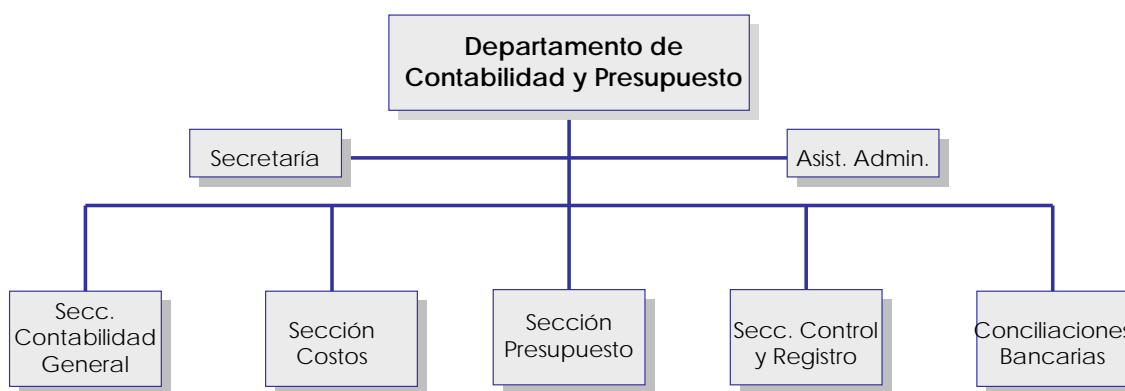 Departamento de
Contabilidad y Presupuesto
Secretaría
Asist. Admin.
Secc.
Contabilidad
General
Sección
Costos
Sección
Presupuesto
Secc. Control
y Registro
Conciliaciones
Bancarias